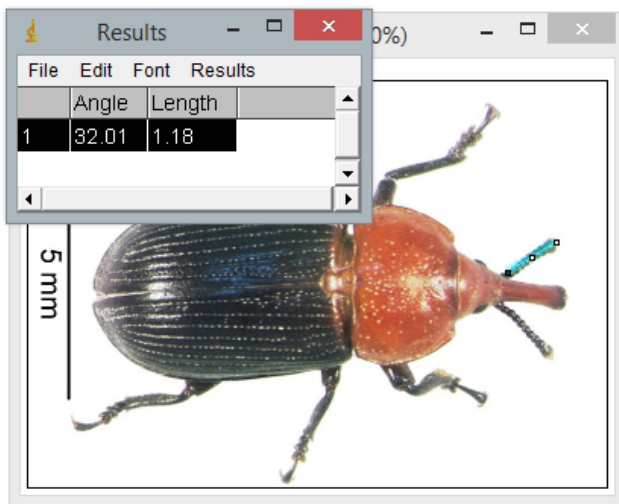 Results
0%)
File Edit Font Results
Angle Length
1 32.01 1.18
5 mm